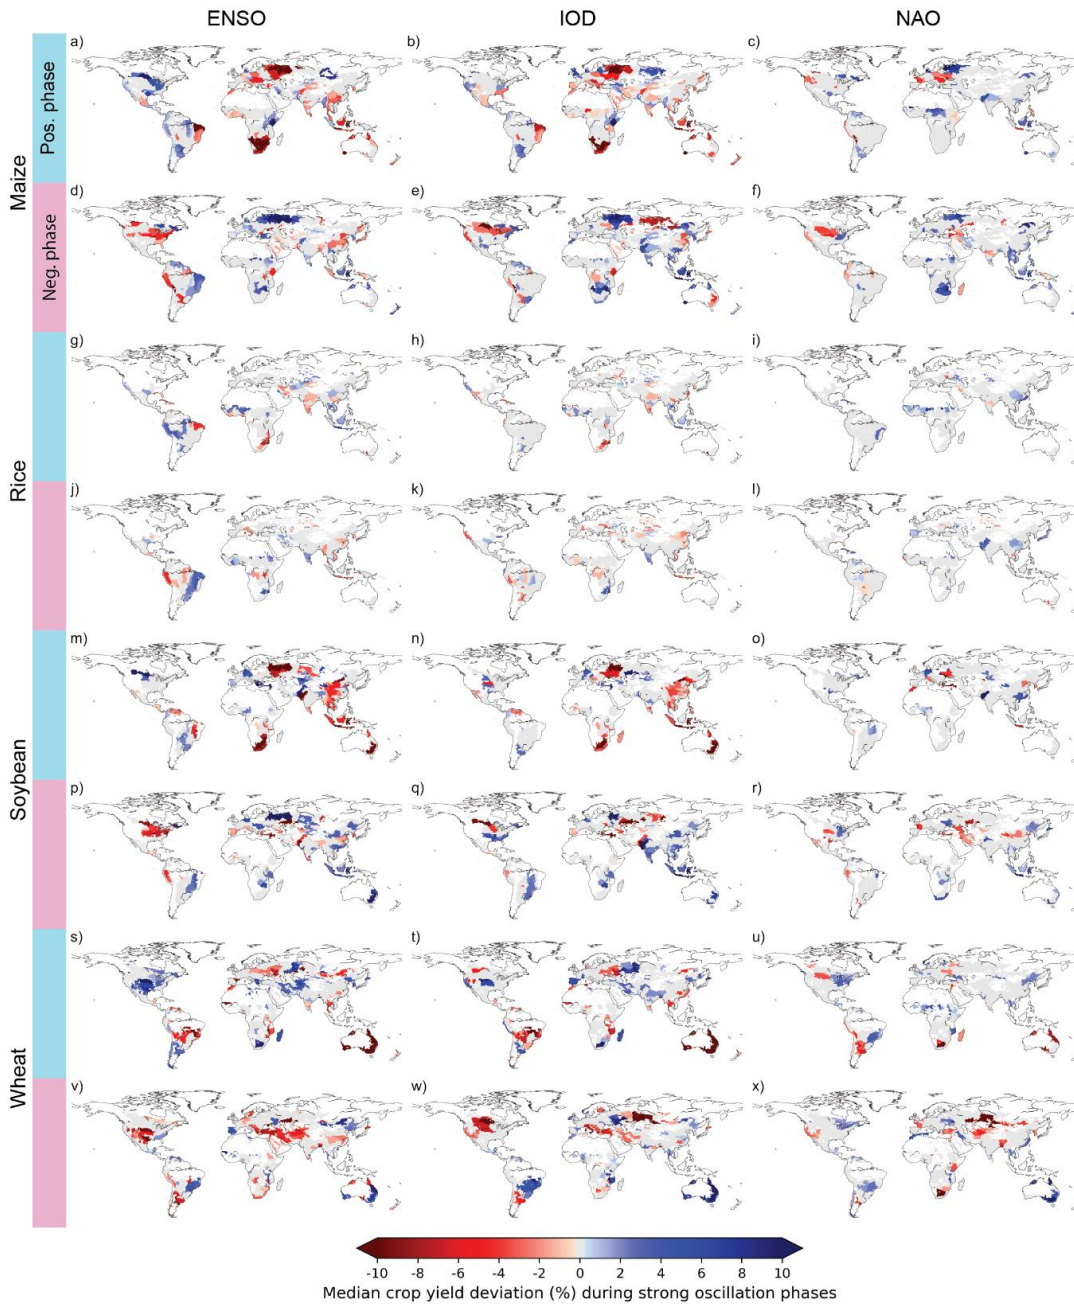 ENSO IOD NAO
a) b) c)
Maize
Pos. phase
d) e) f)
Neg. phase
g) h) i)
Rice
j) k) l)
m) n) o)
Soybean
p) q) r)
s) t) u)
Wheat
v) w) x)
-10 -8 -6 -4 -2 0 2 4 6 8 10
Median crop yield deviation (%) during strong oscillation phases